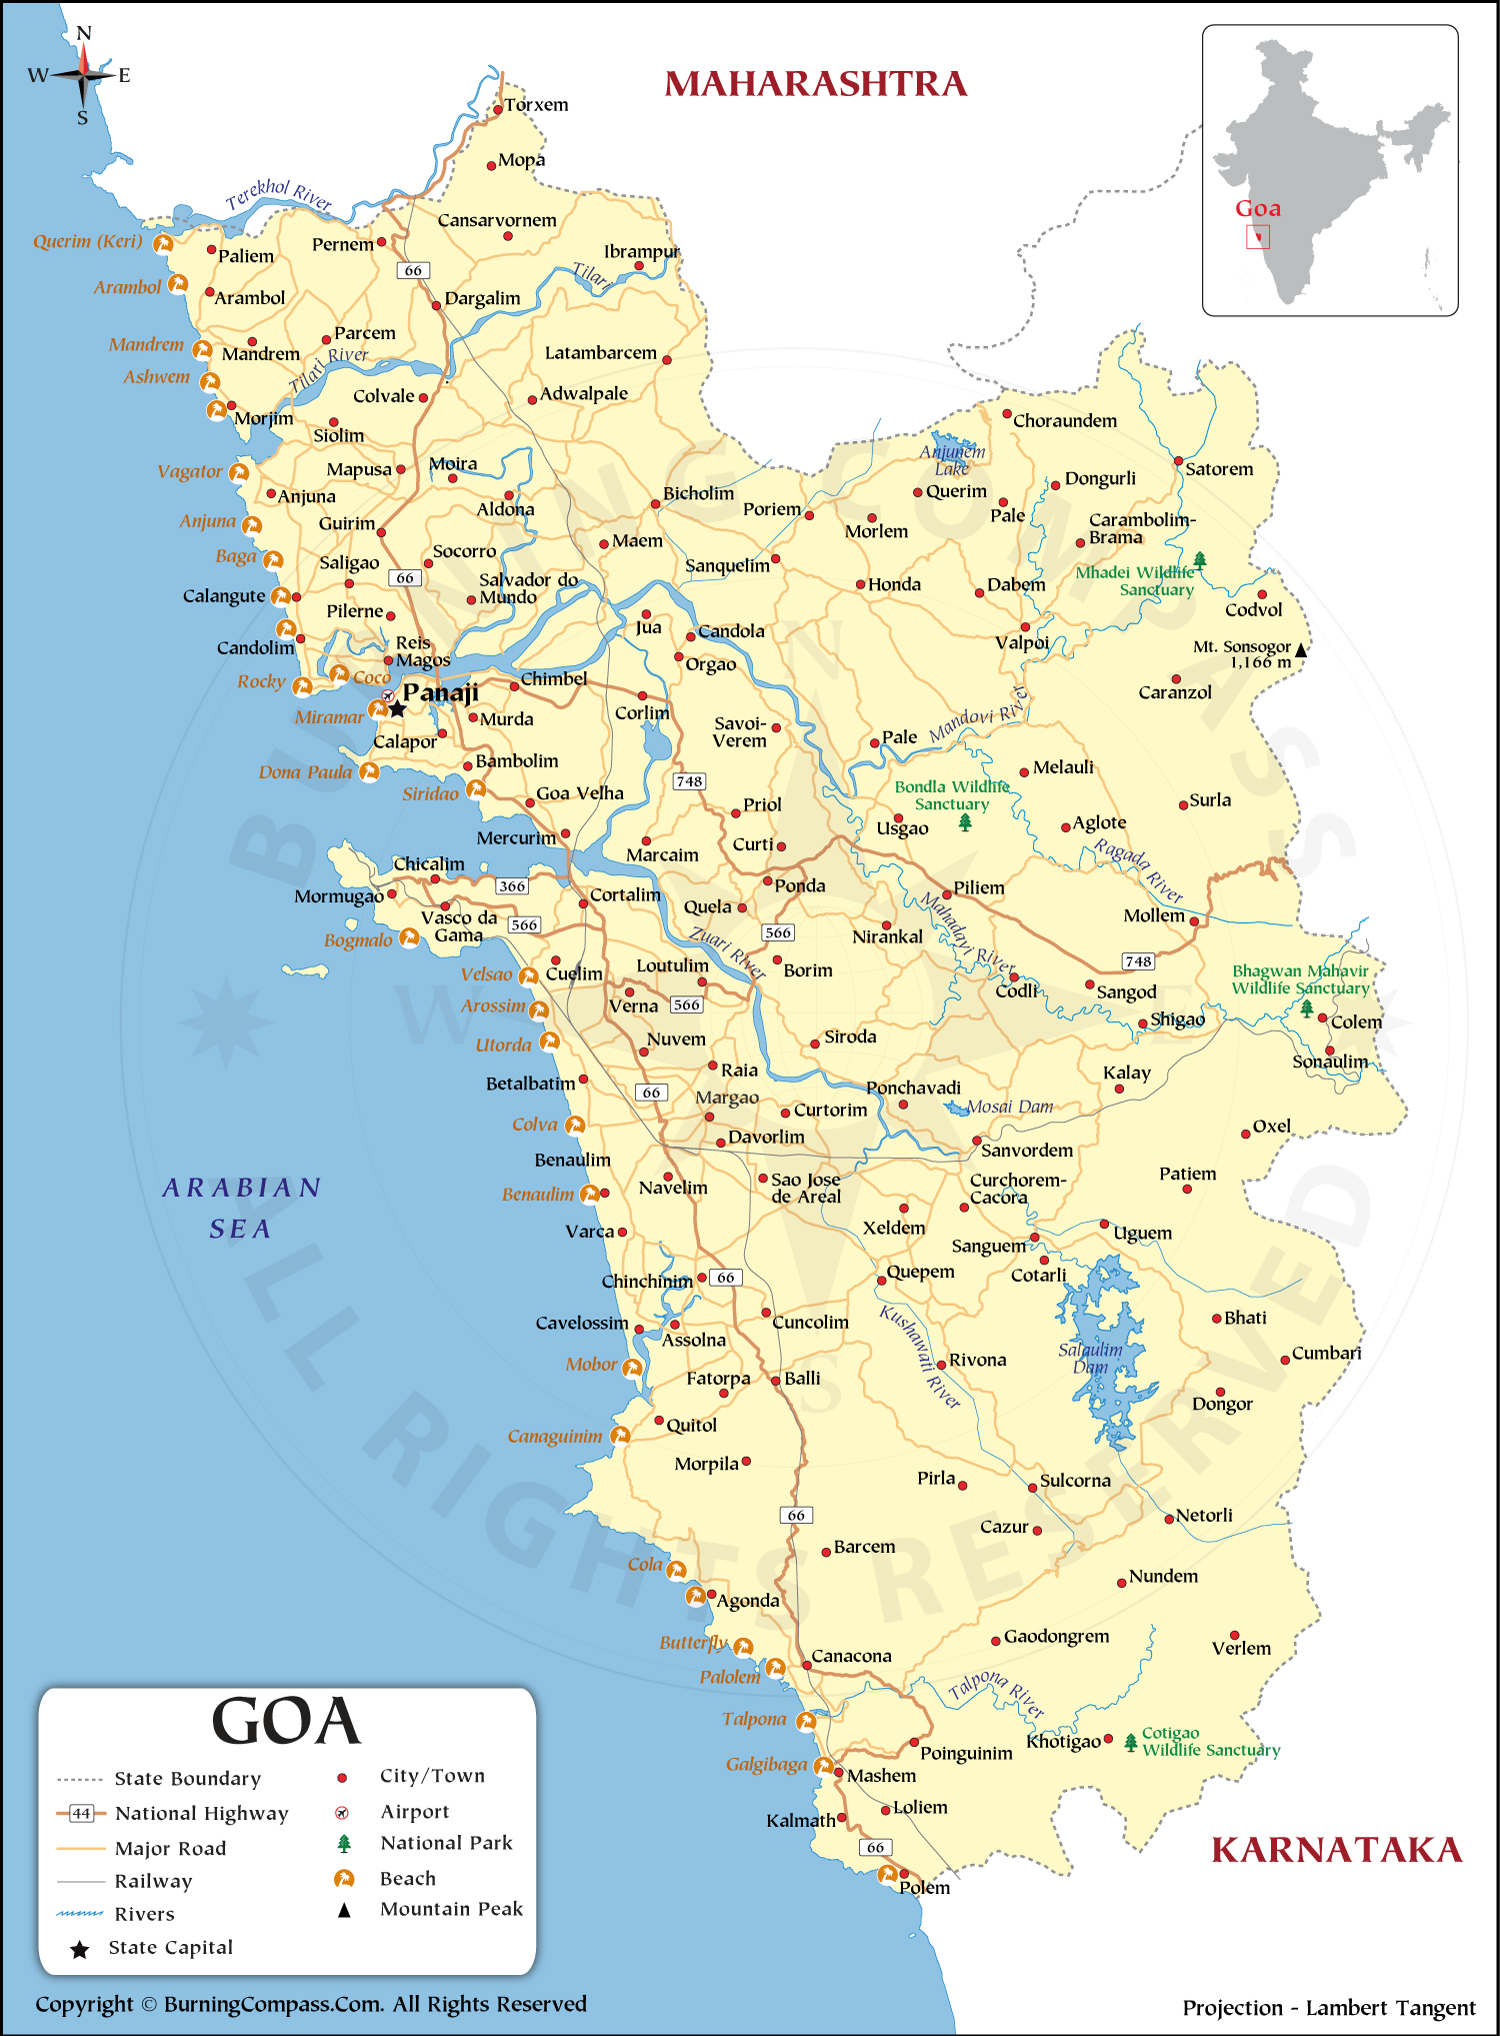 N
W
E
S
MAHARASHTRA
Goa
Torxem
Mopa
Terekhol River
Cansarvornem
Querim (Keri)
Paliem
Pernem
Ibrampur
66
Tilari
Arambol
Arambol
Dargalim
Mandrem
Mandrem
Parcem
Latambarcem
Ashwem
Tilari River
Colvale
Adwalpale
Morjim
Siolim
Choraundem
Anjunem
Lake
Vagator
Mapusa
Moira
Satorem
Anjuna
Aldona
Bicholim
Querim
Dongurli
Poriem
Pale
Anjuna
Guirim
Morlem
Carambolim-
Brama
Maem
Baga
Saligao
Socorro
Sanquelim
Mhadei Wildlife
Sanctuary
66
Calangute
Salvador do
Mundo
Honda
Dabem
Codvol
Pilerne
Jua
Candola
Valpoi
Candolim
Reis
Magos
Orgao
Mt. Sonsogor
1,166 m
Rocky
Coco
Panaji
Chimbel
Caranzol
Miramar
Murda
Corlim
Savoi-
Verem
Mandovi River
Calapor
Pale
Dona Paula
Bambolim
Melauli
Siridao
Goa Velha
748
Bondla Wildlife
Sanctuary
Surla
Priol
Usgao
Aglote
Mercurim
Marcaim
Curti
Ragada River
Chicalim
366
Ponda
Piliem
Mormugao
Cortalim
Quela
Mahadayi River
Mollem
Vasco da
Gama
566
566
Nirankal
Bogmalo
Zuari River
748
Velsao
Cuelim
Loutulim
Borim
Codli
Sangod
Bhagwan Mahavir
Wildlife Sanctuary
Arossim
Verna
566
Shigao
Colem
Utorda
Nuvem
Siroda
Sonaulim
Betalbatim
Raia
Kalay
66
Margao
Ponchavadi
Mosai Dam
Colva
Curtorim
Davorlim
Oxel
Benaulim
Sanvordem
Benaulim
Navelim
Sao Jose
de Areal
Curchorem-
Cacora
Patiem
ARABIAN
SEA
Varca
Xeldem
Sanguem
Uguem
Chinchinim
66
Quepem
Cotarli
Cavelossim
Assolna
Cuncolim
Kushawati River
Bhati
Mobor
Fatorpa
Balli
Rivona
Salaulim
Dam
Cumbari
Dongor
Canaguinim
Quitol
Morpila
Pirla
Sulcorna
66
Cazur
Netorli
Cola
Barcem
Nundem
Agonda
Butterfly
Gaodongrem
Verlem
Palolem
Canacona
Talpona River
Talpona
Poinguinim
Khotigao
Cotigao
Wildlife Sanctuary
Galgibaga
Mashem
Kalmath
Loliem
66
Polem
KARNATAKA
BURNING COMPASS
ALL RIGHTS RESERVED
N
W
E
S
GOA
State Boundary
44
National Highway
Major Road
Railway
Rivers
State Capital
City/Town
Airport
National Park
Beach
Mountain Peak
Copyright © BurningCompass.Com. All Rights Reserved
Projection - Lambert Tangent